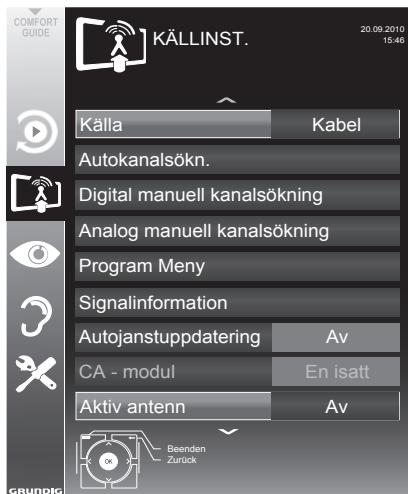 COMFORT
GUIDE
KÄLLINST.
20.09.2010
15:46
Källa Kabel
Autokanalsökn.
Digital manuell kanalsökning
Analog manuell kanalsökning
Program Meny
Signalinformation
Autojanstuppdatering Av
CA - modul En isatt
Aktiv antenn Av
OK
Beenden
Zurück
GRUNDIG